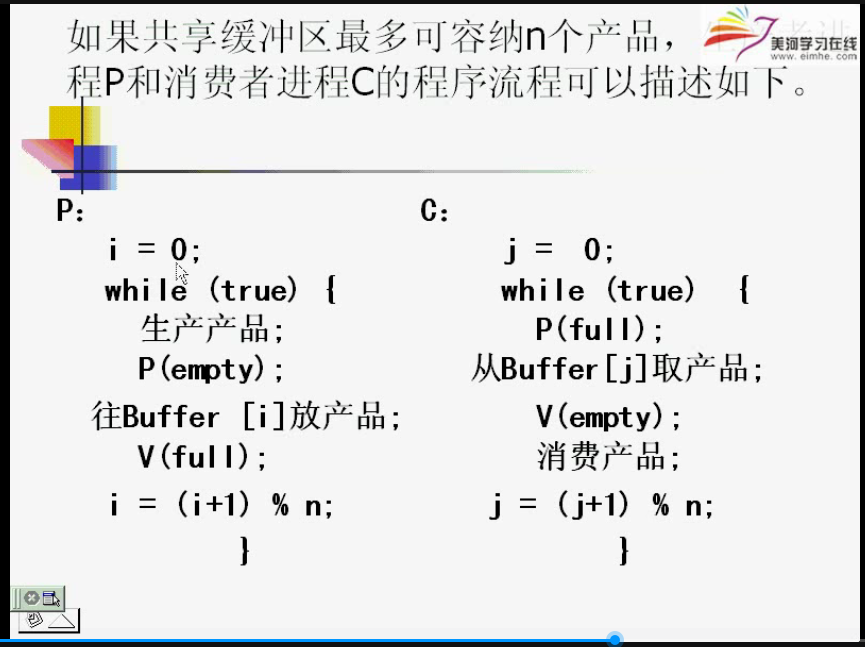 如果共享缓冲区最多可容纳n个产品，
美河学习在线
www.eimhe.com
程P和消费者进程C的程序流程可以描述如下。
P:
i = 0;
while (true) {
生产产品;
P(empty);
往Buffer [i]放产品;
V(full);
i = (i+1) % n;
}
C:
j = 0;
while (true) {
P(full);
从Buffer[j]取产品;
V(empty);
消费产品;
j = (j+1) % n;
}